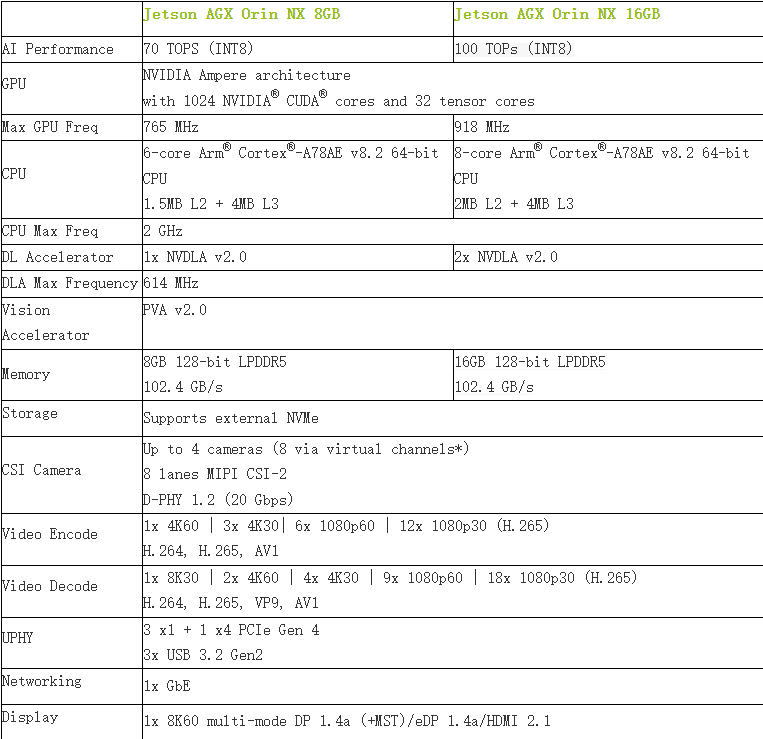 Jetson AGX Orin NX 8GB Jetson AGX Orin NX 16GB
AI Performance 70 TOPS (INT8) 100 TOPs (INT8)
GPU
NVIDIA Ampere architecture
with 1024 NVIDIA® CUDA® cores and 32 tensor cores
Max GPU Freq 765 MHz 918 MHz
CPU
6-core Arm® Cortex®-A78AE v8.2 64-bit
CPU
1.5MB L2 + 4MB L3
8-core Arm® Cortex®-A78AE v8.2 64-bit
CPU
2MB L2 + 4MB L3
CPU Max Freq 2 GHz
DL Accelerator 1x NVDLA v2.0 2x NVDLA v2.0
DLA Max Frequency 614 MHz
Vision
Accelerator
PVA v2.0
Memory
8GB 128-bit LPDDR5
102.4 GB/s
16GB 128-bit LPDDR5
102.4 GB/s
Storage Supports external NVMe
CSI Camera
Up to 4 cameras (8 via virtual channels*)
8 lanes MIPI CSI-2
D-PHY 1.2 (20 Gbps)
Video Encode
1x 4K60 | 3x 4K30| 6x 1080p60 | 12x 1080p30 (H.265)
H.264, H.265, AV1
Video Decode
1x 8K30 | 2x 4K60 | 4x 4K30 | 9x 1080p60 | 18x 1080p30 (H.265)
H.264, H.265, VP9, AV1
UPHY
3 x1 + 1 x4 PCIe Gen 4
3x USB 3.2 Gen2
Networking 1x GbE
Display 1x 8K60 multi-mode DP 1.4a (+MST)/eDP 1.4a/HDMI 2.1